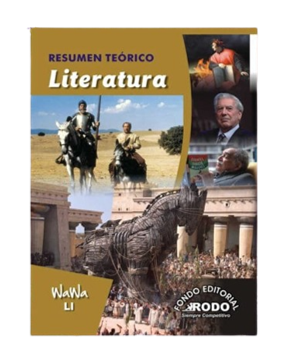 RESUMEN TEÓRICO
Literatura
WaWa
LI
FONDO EDITORIAL
RODO
Siempre Competitivo